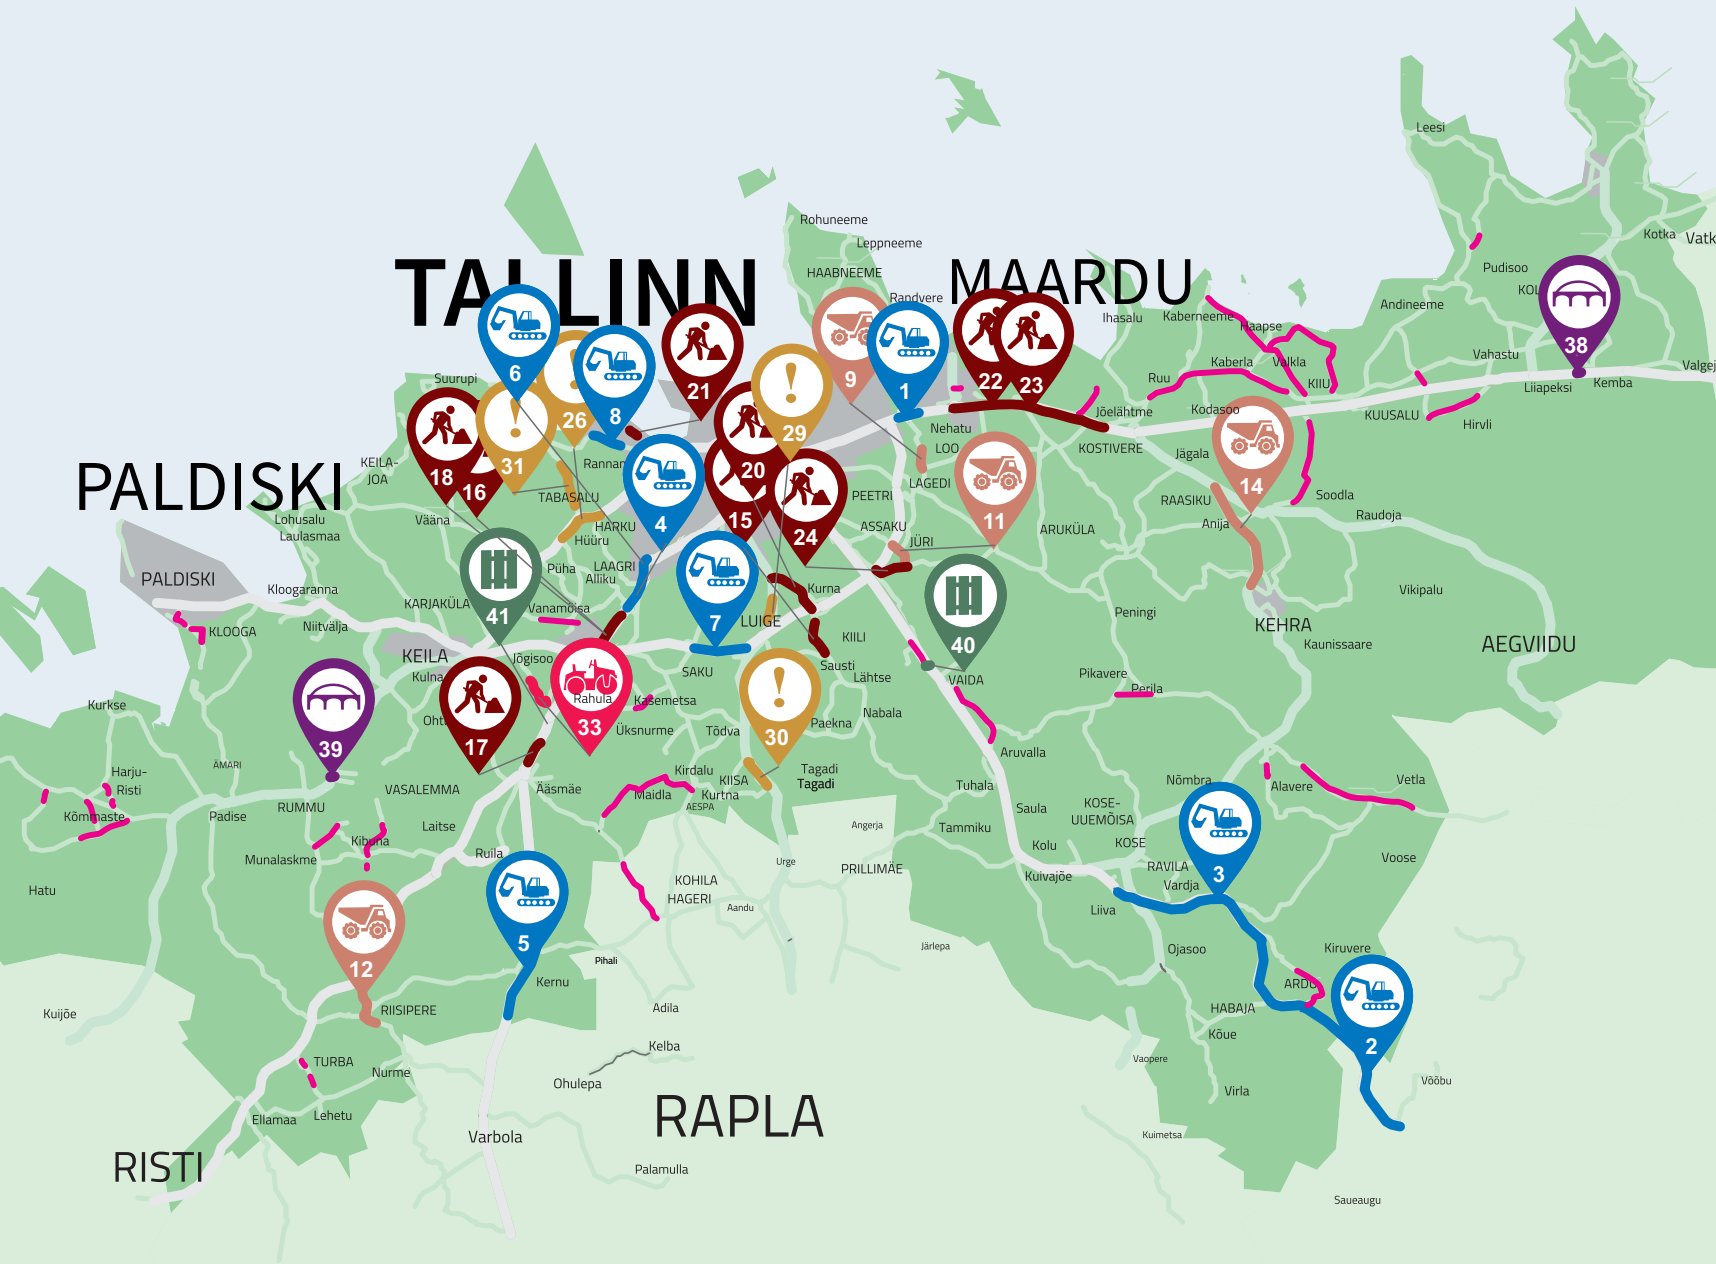 Leesi
Rohuneeme
Leppneeme
Kotka
Vatk
HAABNEEME
Pudisoo
TALLINN
MAARDU
KOL
Randvere
Andineeme
Ihasalu
Kaberneeme
Haapse
38
Vahastu
Kaberla
Valkla
Valgej
6
Suurupi
9
1
22
23
Ruu
KIIU
Liiapeksi
Kemba
21
8
26
Jõelähtme
Kodasoo
KUUSALU
Hirvli
29
Nehatu
LOO
KOSTIVERE
Jägala
KEILA-
JOA
31
Rannam
18
16
20
LAGEDI
14
TABASALU
PEETRI
RAASIKU
Soodla
PALDISKI
Raudoja
Lohusalu
Laulasmaa
Vääna
HARKU
4
15
24
ASSAKU
11
ARUKÜLA
Anija
Hüüru
JÜRI
PALDISKI
Püha
LAAGRI
Alliku
Kloogaranna
Kurna
Vikipalu
KARJAKÜLA
41
Vanamõisa
7
LUIGE
Peningi
KLOOGA
Niitvälja
KIILI
40
KEHRA
Kaunissaare
AEGVIIDU
KEILA
Jõgisoo
Sausti
SAKU
Lähtse
VAIDA
Pikavere
Perila
Kulna
Rahula
Kasemetsa
Kurkse
Oht
33
Üksnurme
Tõdva
Paekna
Nabala
39
17
30
Aruvalla
ÄMARI
Harju-
Risti
Kirdalu
KIISA
Tagadi
Tagadi
Nõmbra
Vetla
VASALEMMA
Ääsmäe
Maidla
Kurtna
AESPA
Tuhala
Alavere
RUMMU
Padise
Saula
KOSE-
UUEMÕISA
Kõmmaste
Laitse
Angerja
Tammiku
Kibuna
KOSE
Kolu
Munalaskme
Ruila
Urge
PRILLIMÄE
RAVILA
Voose
3
Kuivajõe
Vardja
Hatu
KOHILA
HAGERI
Aandu
Liiva
5
Järlepa
Ojasoo
Kiruvere
12
Pihali
Kernu
ARDU
RIISIPERE
Adila
HABAJA
Kuijõe
Kõue
2
Kelba
TURBA
Nurme
Ohulepa
Vaopere
Võõbu
Virla
Ellamaa
Lehetu
RAPLA
Varbola
Kuimetsa
RISTI
Palamulla
Saueaugu